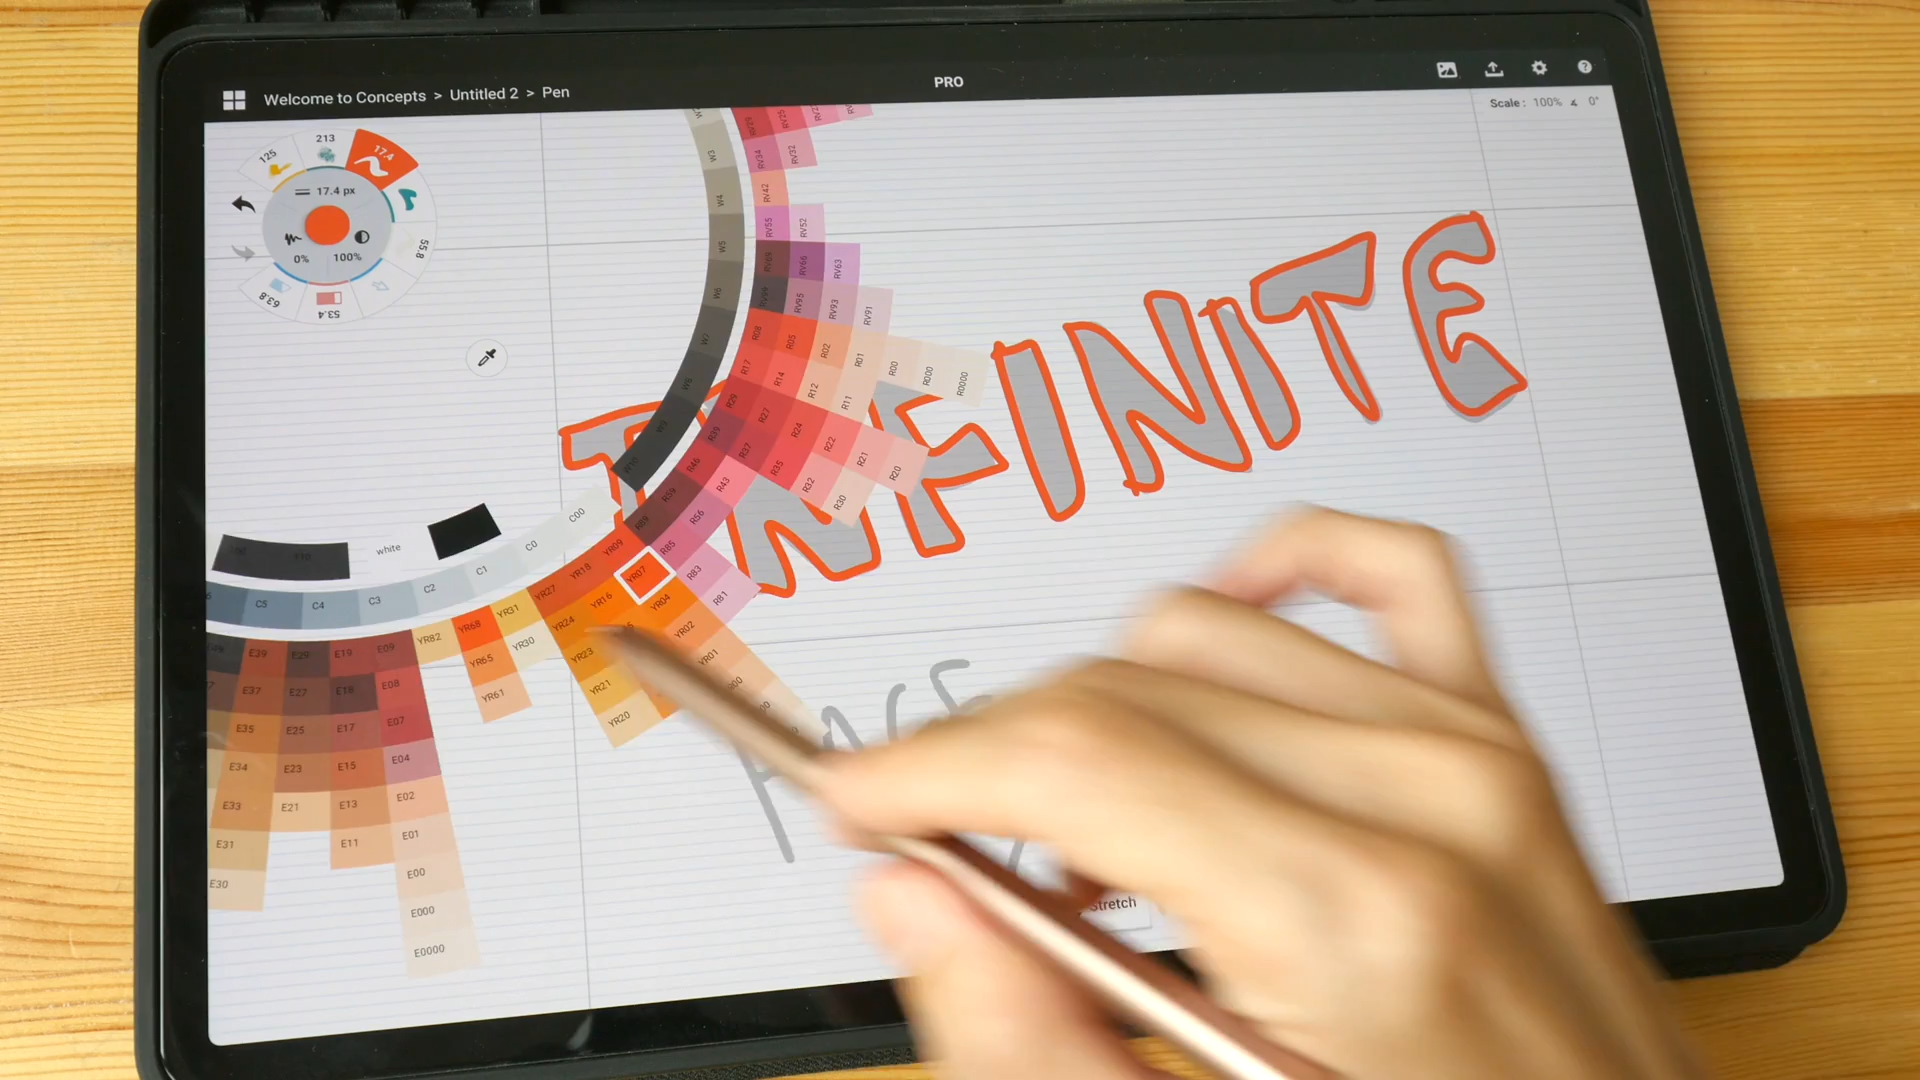 Welcome to Concepts > Untitled 2 > Pen
PRO
Scale: 100% ∡ 0°
125
213
17.4
17.4 px
55.8
0%
100%
63.8
53.4
W3
W4
W5
W6
W7
W8
W9
RV34
RV32
RV42
RV55
RV52
RV69
RV66
RV63
RV99
RV95
RV93
RV91
R08
R05
R02
R01
R00
R000
R0000
R17
R14
R12
R11
R29
R27
R24
R22
R21
R20
R39
R37
R35
R32
R30
R46
R43
R59
R56
R89
R85
R83
R81
INFINITE
white
C00
C0
C1
C2
C3
C4
C5
YR09
YR07
YR04
YR02
YR01
YR18
YR16
YR27
YR24
YR23
YR21
YR20
YR31
YR30
YR68
YR65
YR61
YR82
E09
E08
E07
E04
E02
E01
E00
E000
E0000
E19
E18
E17
E15
E13
E11
E29
E27
E25
E23
E21
E39
E37
E35
E34
E33
E31
E30
Stretch